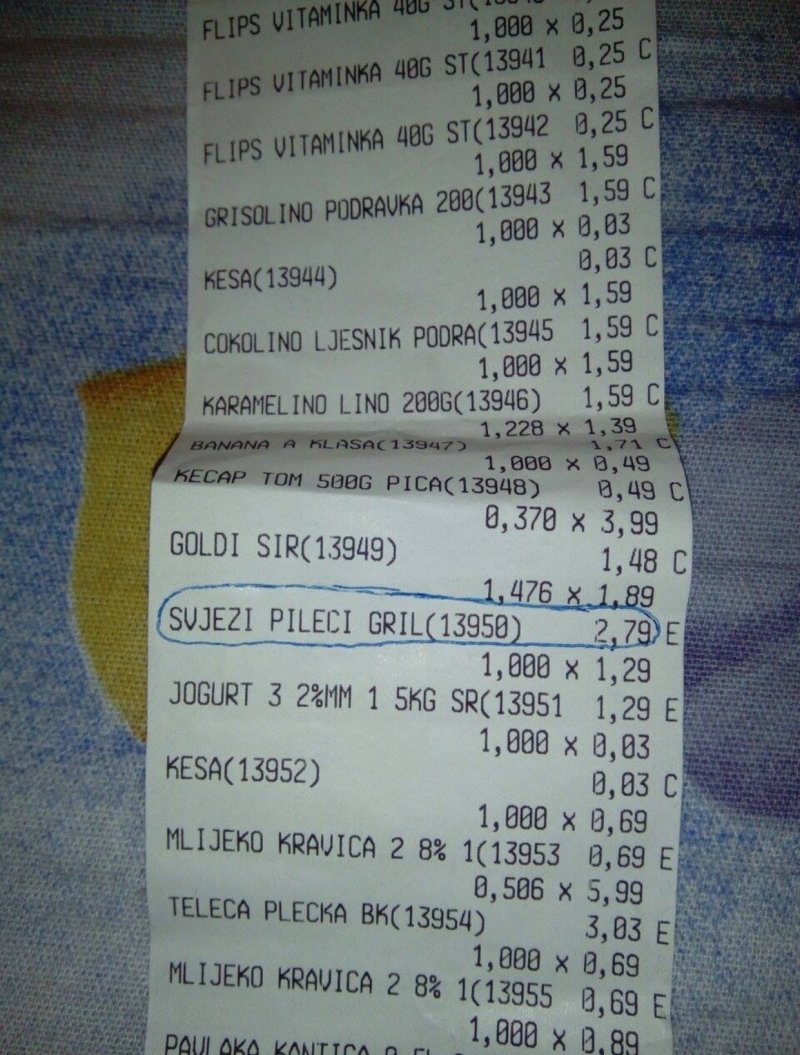 FLIPS VITAMINKA 40G ST(
1,000 x 0,25
FLIPS VITAMINKA 40G ST(13941 0,25 C
1,000 x 0,25
FLIPS VITAMINKA 40G ST(13942 0,25 C
1,000 x 1,59
GRISOLINO PODRAVKA 200(13943 1,59 C
1,000 x 0,03
KESA(13944) 0,03 C
1,000 x 1,59
COKOLINO LJESNIK PODRA(13945 1,59 C
1,000 x 1,59
KARAMELINO LINO 200G(13946) 1,59 C
1,228 x 1,39
BANANA A KLASA(13947) 1,71 C
1,000 x 0,49
KECAP TOM 500G PICA(13948) 0,49 C
0,370 x 3,99
GOLDI SIR(13949) 1,48 C
1,476 x 1,89
SVJEZI PILECI GRIL(13950) 2,79 E
1,000 x 1,29
JOGURT 3 2%MM 1 5KG SR(13951 1,29 E
1,000 x 0,03
KESA(13952) 0,03 C
1,000 x 0,69
MLIJEKO KRAVICA 2 8% 1(13953 0,69 E
0,506 x 5,99
TELECA PLECKA BK(13954) 3,03 E
1,000 x 0,69
MLIJEKO KRAVICA 2 8% 1(13955 0,69 E
1,000 x 0,89
PAVLAKA KANTICA